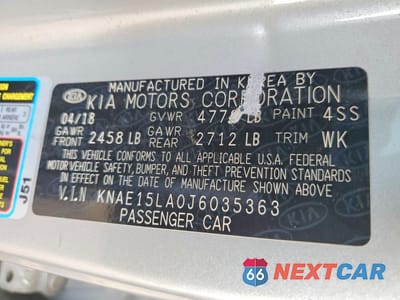 MANUFACTURED IN KOREA BY
KIA KIA MOTORS CORPORATION
04/18 GVWR LB PAINT 4SS
GAWR FRONT 2458 LB GAWR 2712 LB TRIM WK
THIS VEHICLE CONFORMS TO ALL APPLICABLE U.S.A. FEDERAL
MOTOR VEHICLE SAFETY, BUMPER, AND
THEFT PREVENTION STANDARDS IN
EFFECT ON THE DATE OF MANUFACTURE SHOWN ABOVE.
V.I.N KNAE15LA0J6035363
PASSENGER CAR
J51
66 NEXTCAR